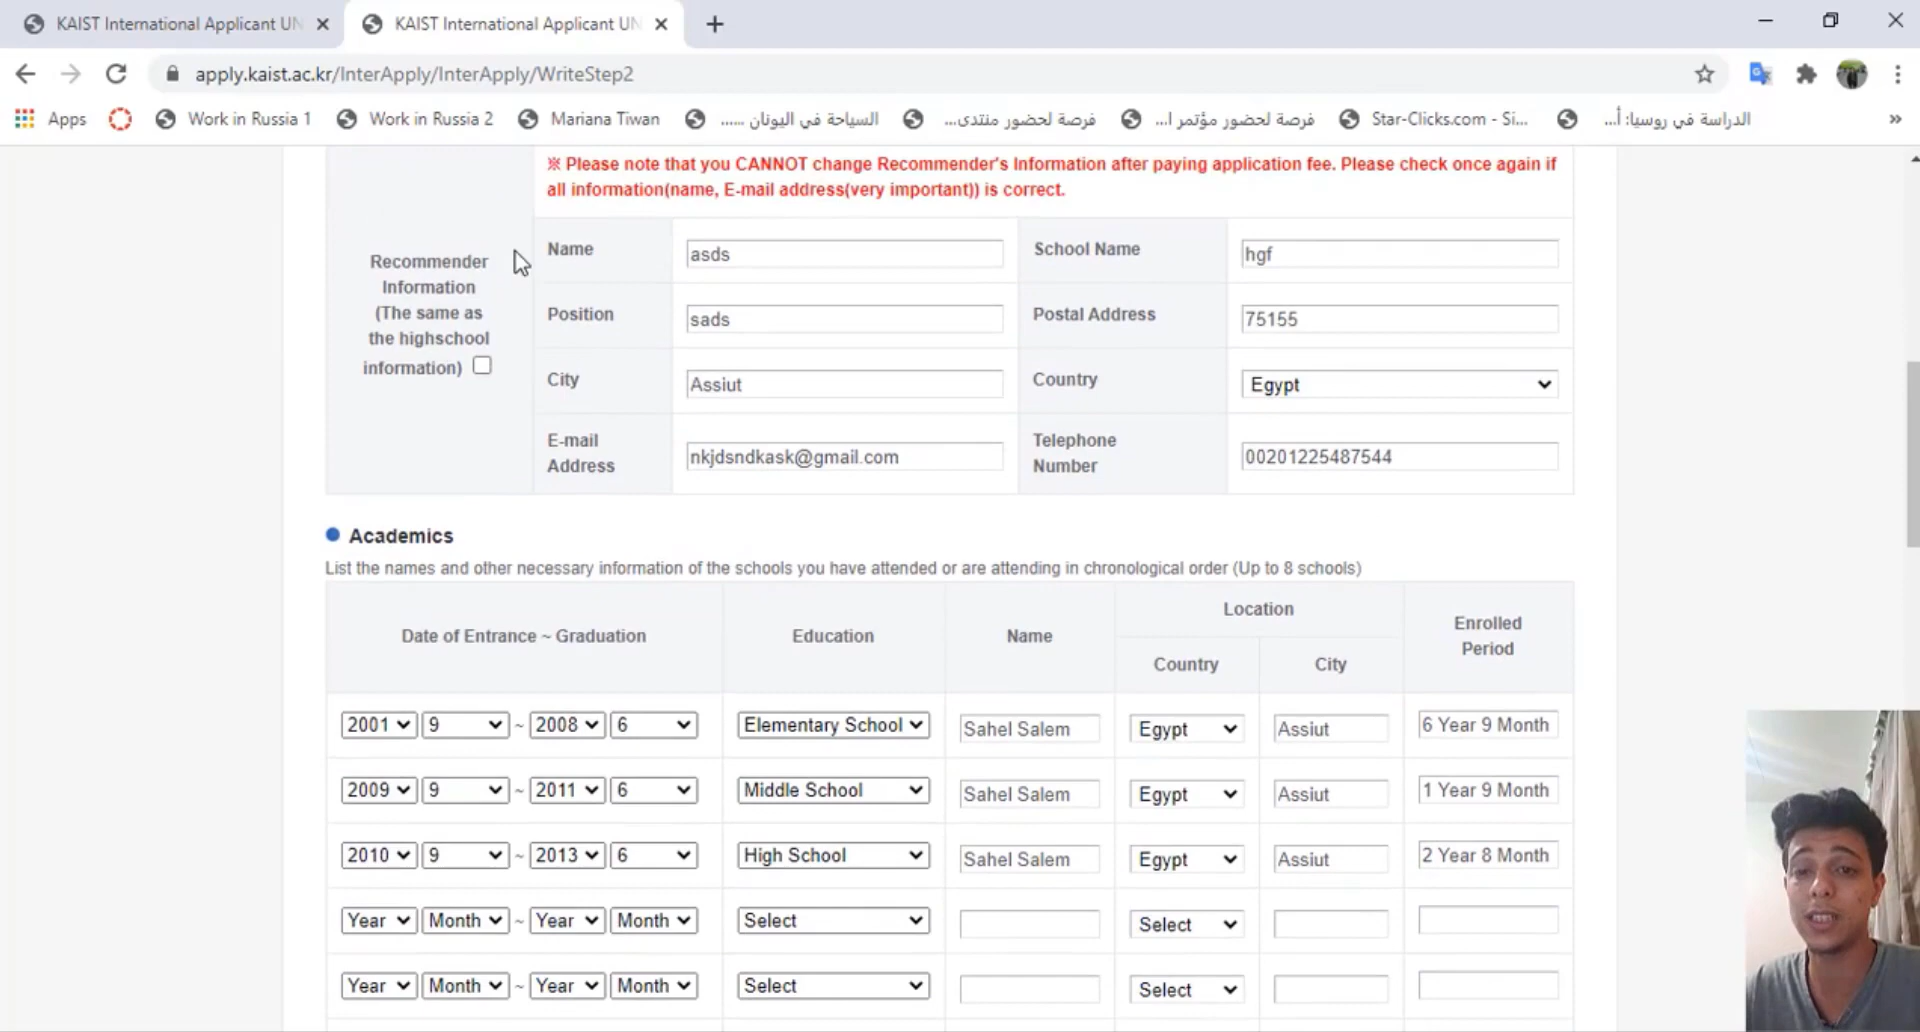 KAIST International Applicant UN
KAIST International Applicant UN
apply.kaist.ac.kr/InterApply/InterApply/WriteStep2
Apps Work in Russia 1 Work in Russia 2 Mariana Tiwan السياحة في اليونان ...... فرصة لحضور منتدى... فرصة لحضور مؤتمر ا... Star-Clicks.com - Si... الدراسة في روسيا: أ...
※ Please note that you CANNOT change Recommender's Information after paying application fee. Please check once again if
all information(name, E-mail address(very important)) is correct.
Recommender
Information
(The same as
the highschool
information)
Name asds School Name hgf
Position sads Postal Address 75155
City Assiut Country Egypt
E-mail
Address nkjdsndkask@gmail.com
Telephone
Number 00201225487544
Academics
List the names and other necessary information of the schools you have attended or are attending in chronological order (Up to 8 schools)
Date of Entrance ~ Graduation Education Name Location Enrolled
Period
Country City
2001 9 ~ 2008 6 Elementary School Sahel Salem Egypt Assiut 6 Year 9 Month
2009 9 ~ 2011 6 Middle School Sahel Salem Egypt Assiut 1 Year 9 Month
2010 9 ~ 2013 6 High School Sahel Salem Egypt Assiut 2 Year 8 Month
Year Month ~ Year Month Select Select
Year Month ~ Year Month Select Select